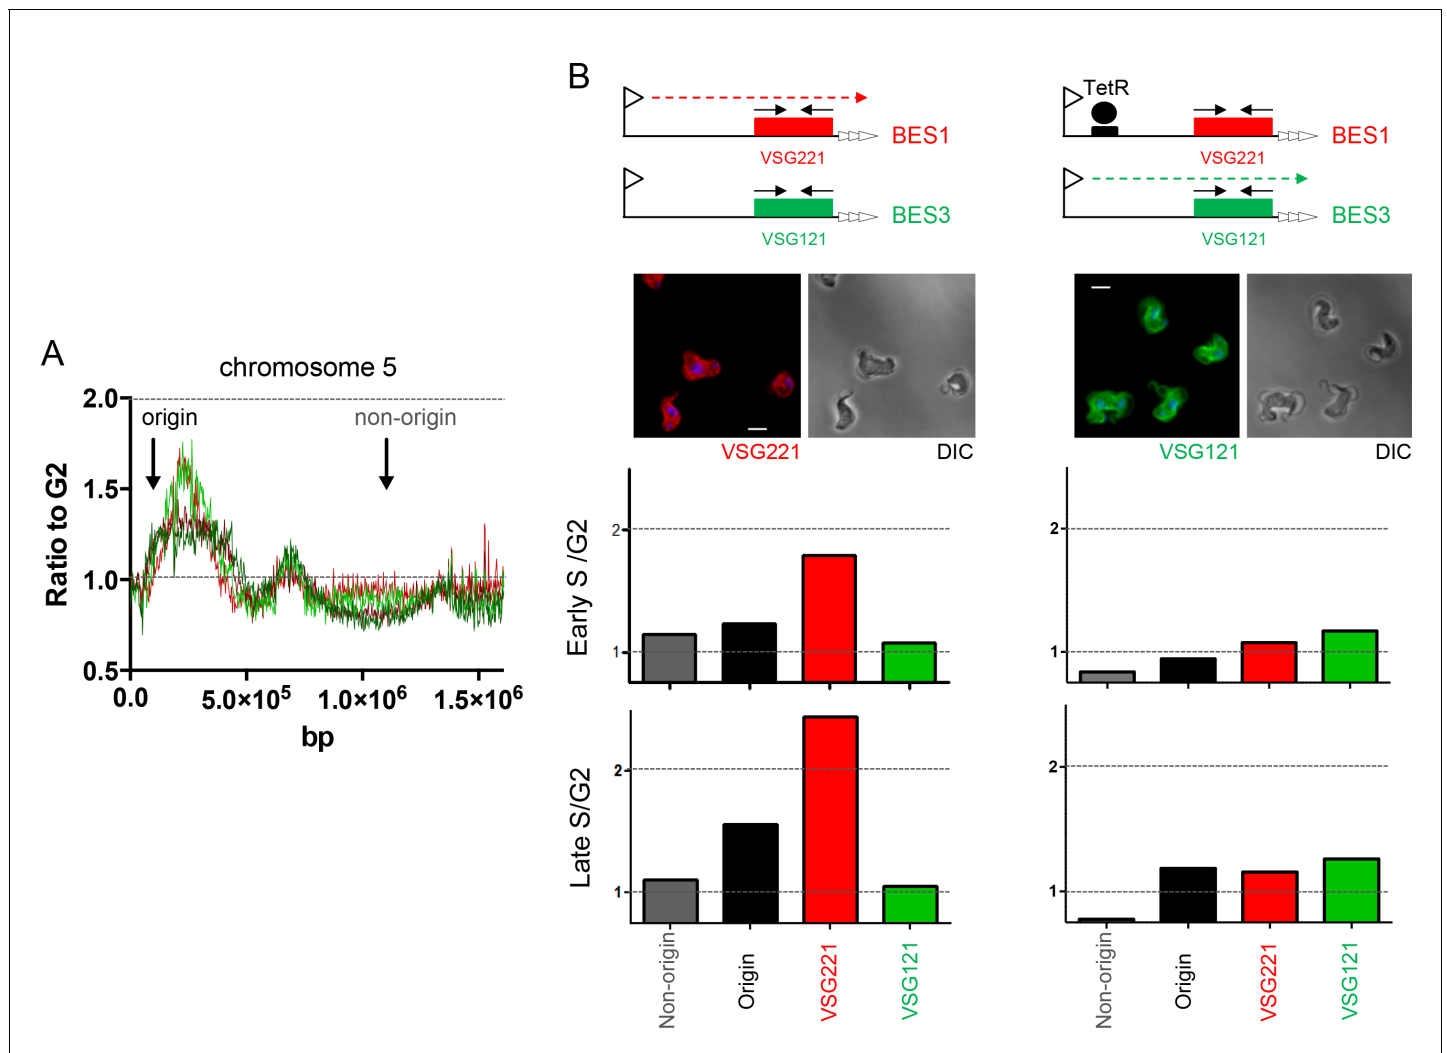 A
chromosome 5
2.0
origin
non-origin
1.5
1.0
0.5
Ratio to G2
0.0
5.0×10⁵
1.0×10⁶
1.5×10⁶
bp
B
BES1
VSG221
BES3
VSG121
TetR
BES1
VSG221
BES3
VSG121
VSG221
DIC
VSG121
DIC
Early S /G2
2
1
2
1
Late S/G2
2
1
2
1
Non-origin
Origin
VSG221
VSG121
Non-origin
Origin
VSG221
VSG121